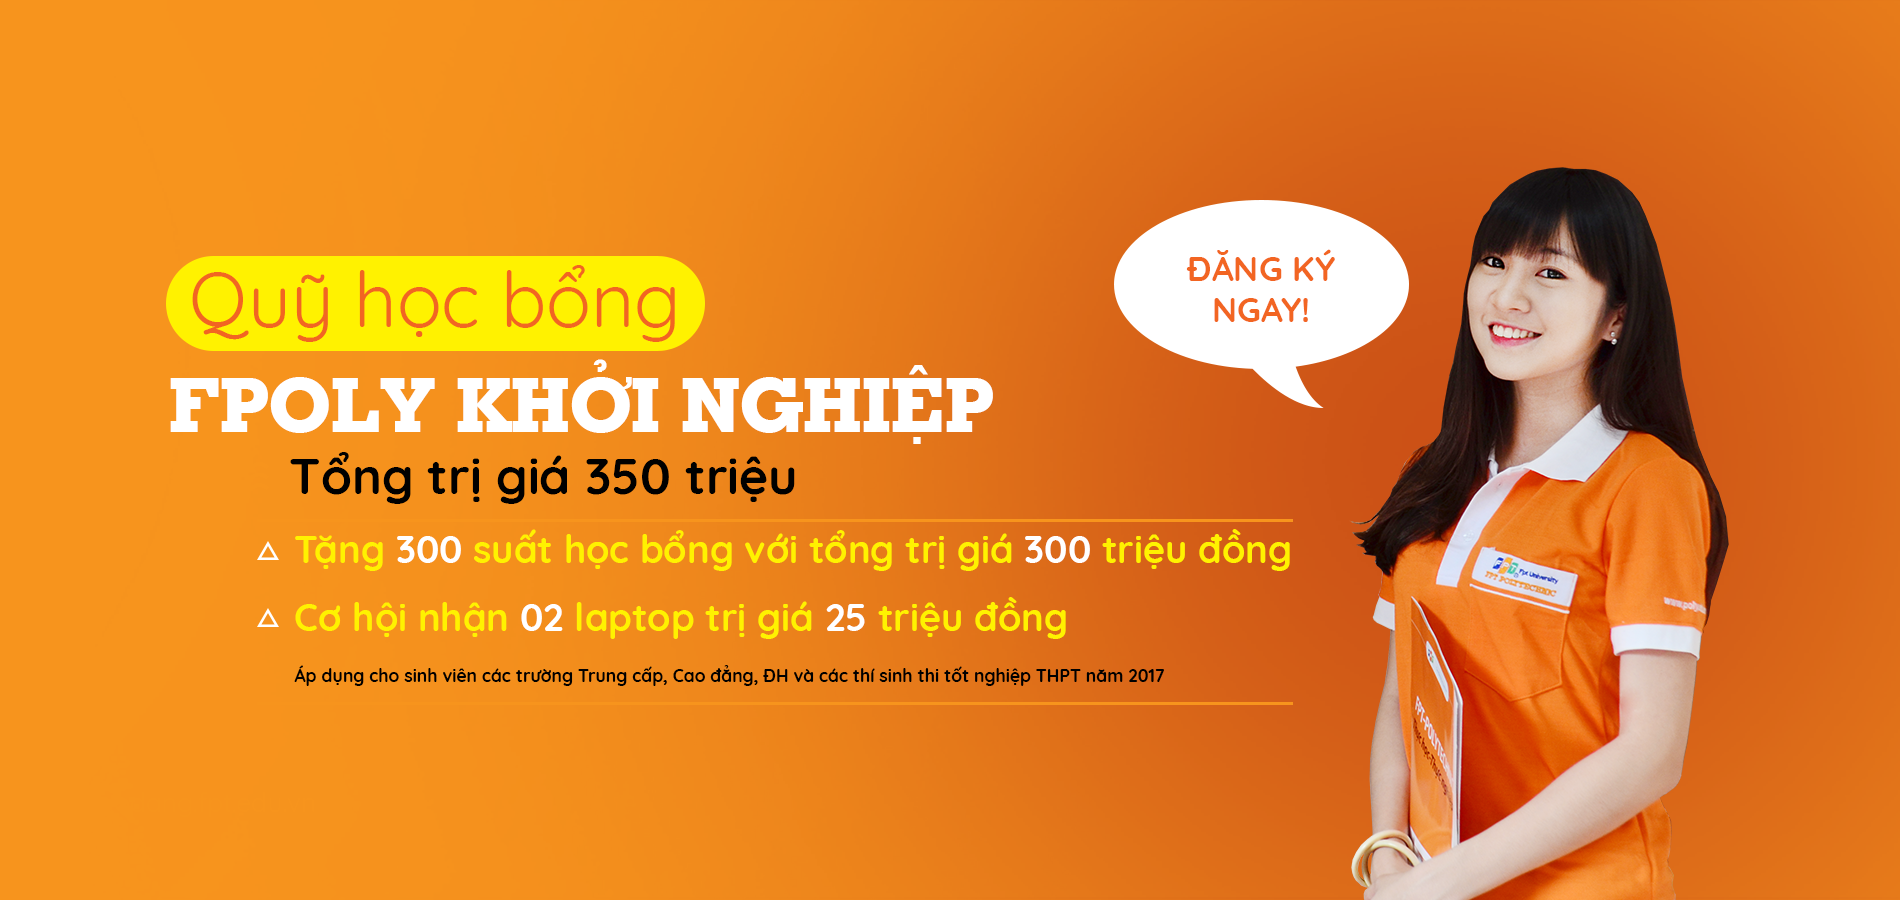 Quỹ học bổng
FPOLY KHỞI NGHIỆP
Tổng trị giá 350 triệu
Tặng 300 suất học bổng với tổng trị giá 300 triệu đồng
Cơ hội nhận 02 laptop trị giá 25 triệu đồng
Áp dụng cho sinh viên các trường Trung cấp, Cao đẳng, ĐH và các thí sinh thi tốt nghiệp THPT năm 2017
ĐĂNG KÝ
NGAY!
Fpt University
FPT POLYTECHNIC